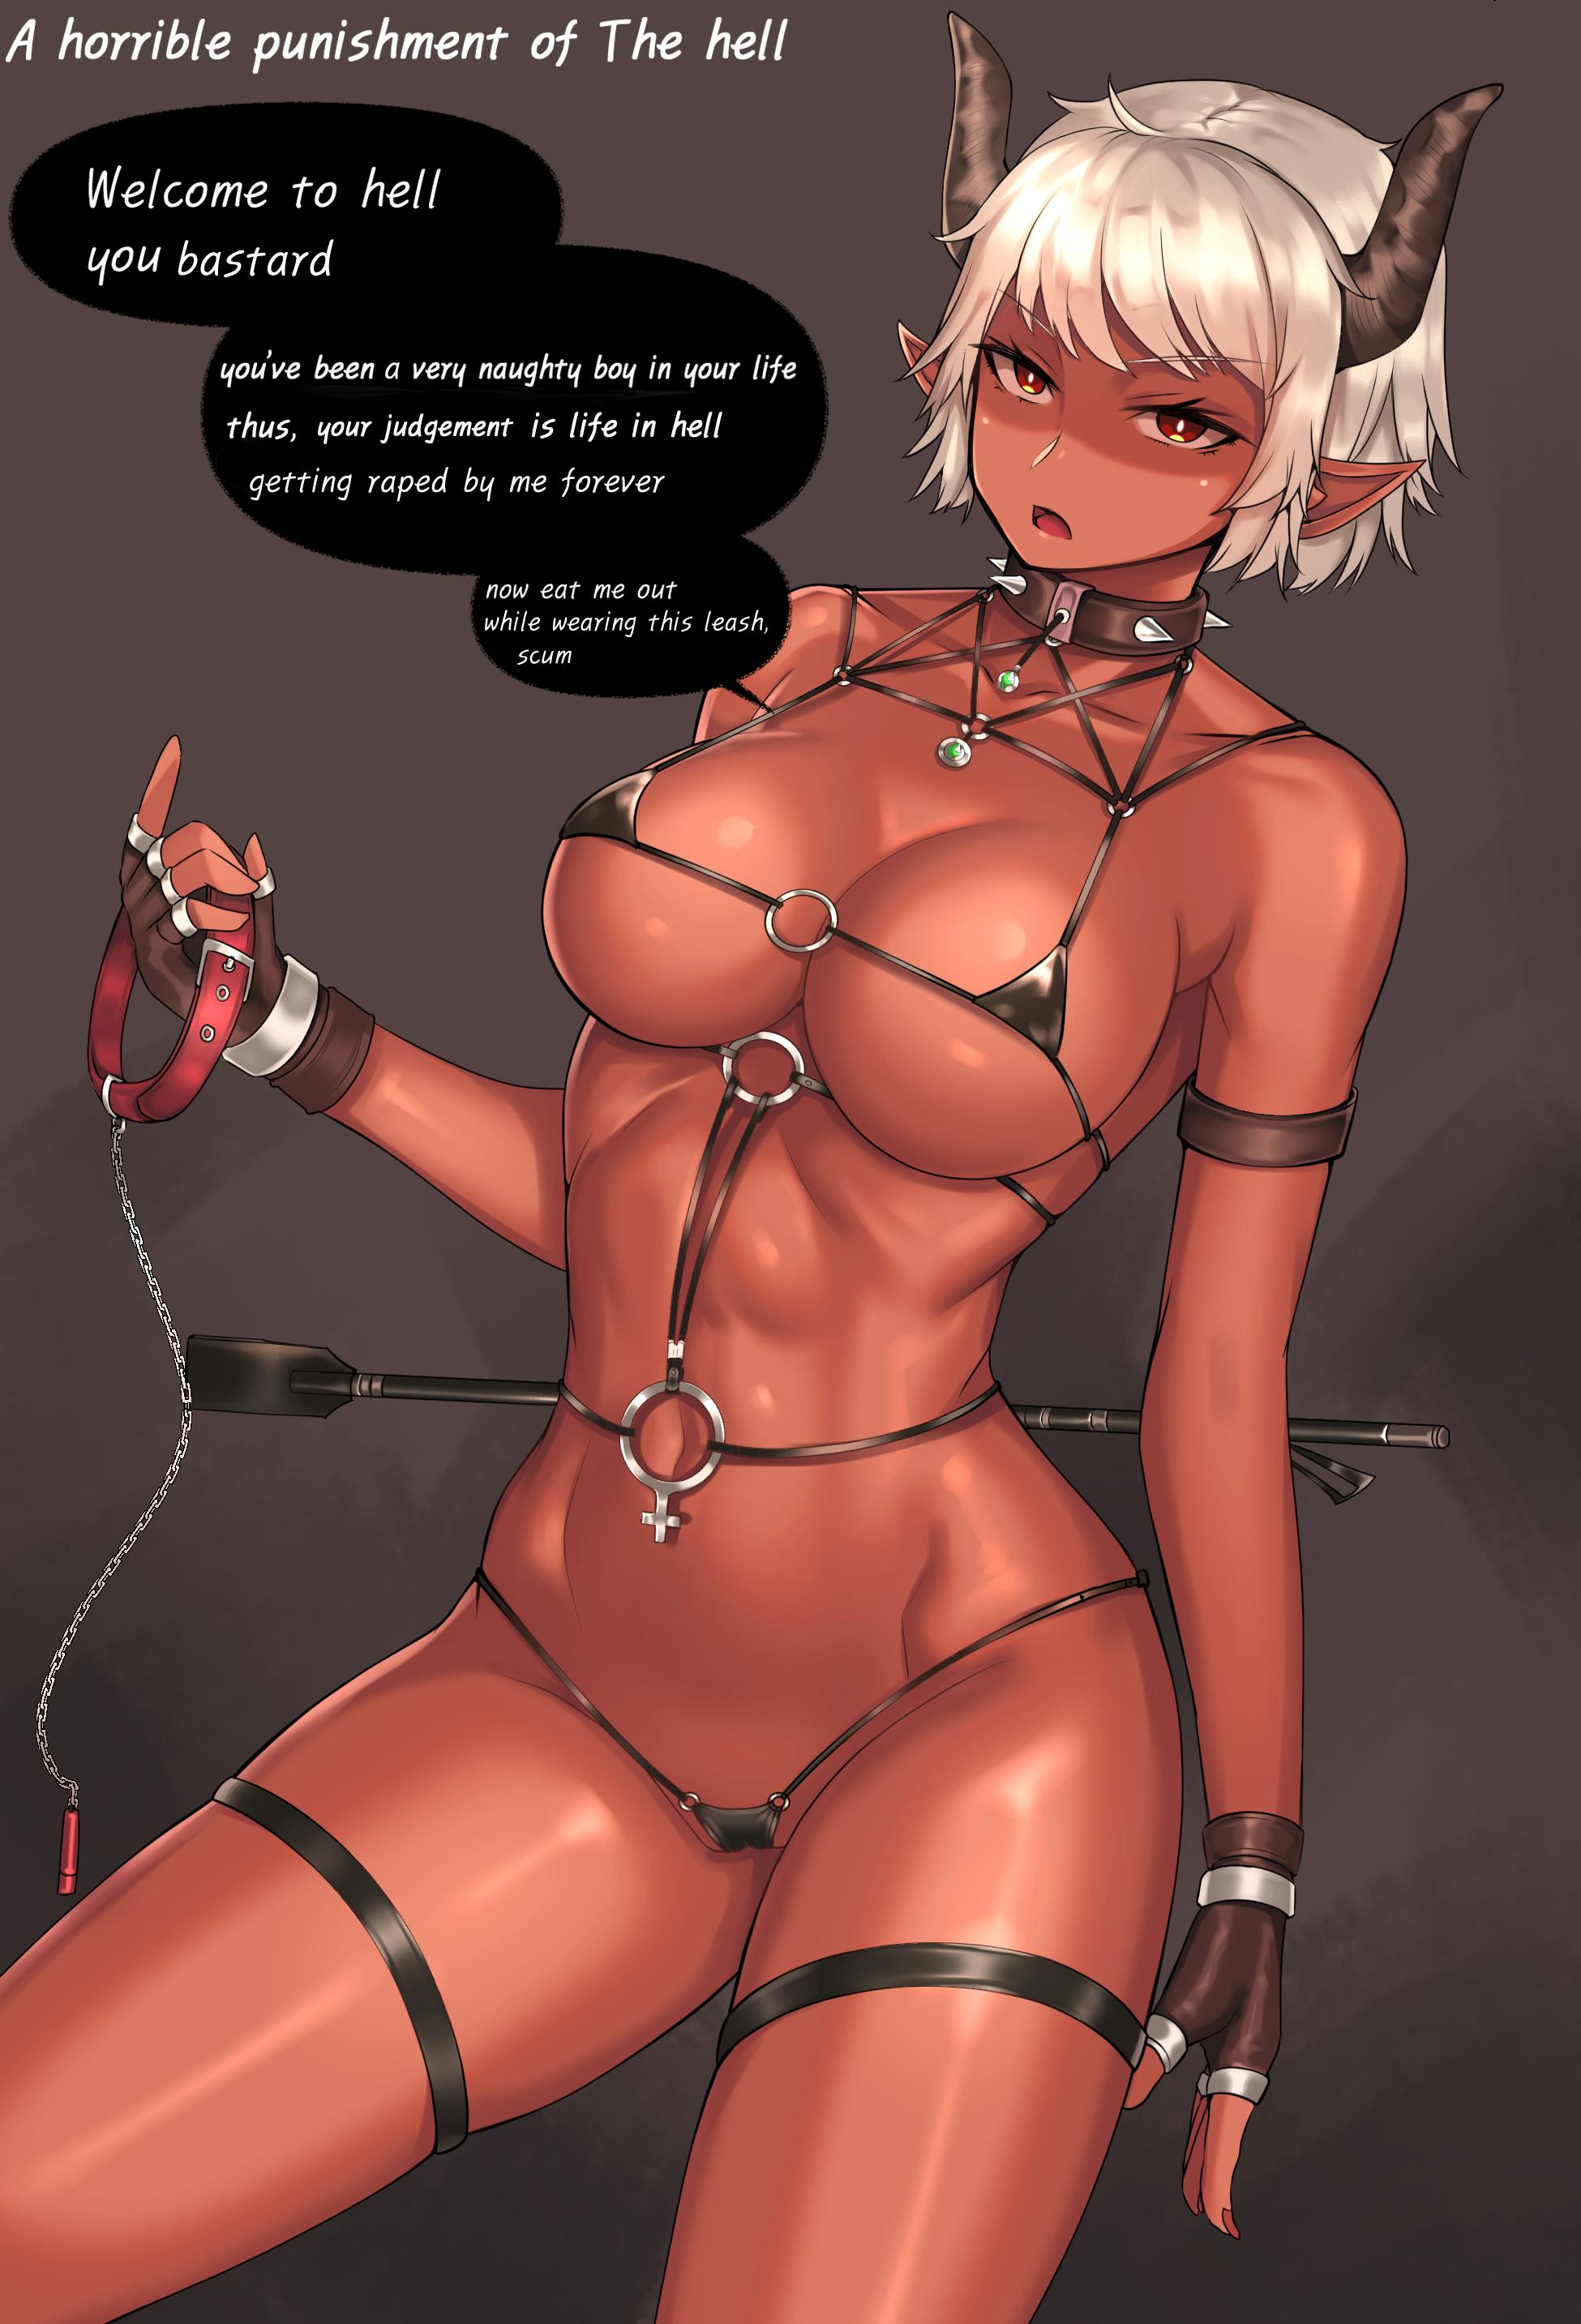 A horrible punishment of The hell
Welcome to hell
you bastard
you've been a very naughty boy in your life
thus, your judgement is life in hell
getting raped by me forever
now eat me out
while wearing this leash,
scum